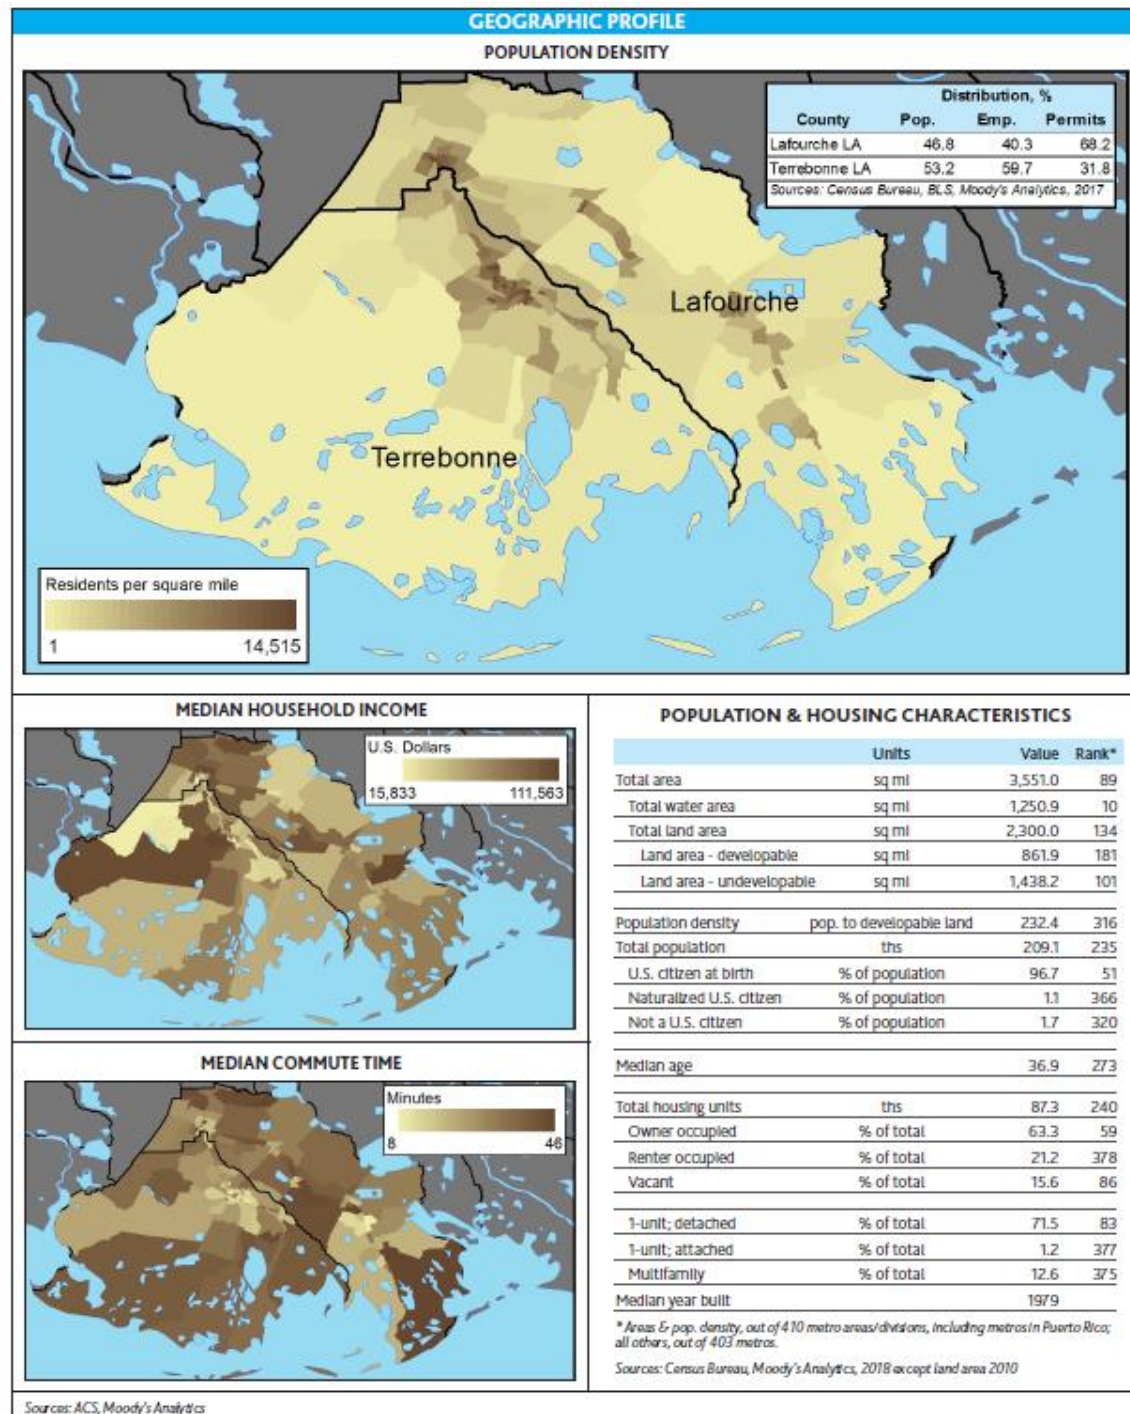 GEOGRAPHIC PROFILE
POPULATION DENSITY
Distribution, %
County Pop. Emp. Permits
Lafourche LA 46.8 40.3 68.2
Terrebonne LA 53.2 59.7 31.8
Sources: Census Bureau, BLS, Moody's Analytics, 2017
Lafourche
Terrebonne
Residents per square mile
1 14,515
MEDIAN HOUSEHOLD INCOME
U.S. Dollars
15,833 111,563
MEDIAN COMMUTE TIME
Minutes
8 46
POPULATION & HOUSING CHARACTERISTICS
Units Value Rank*
Total area sq mi 3,551.0 89
Total water area sq mi 1,250.9 10
Total land area sq mi 2,300.0 134
Land area - developable sq mi 861.9 181
Land area - undevelopable sq mi 1,438.2 101
Population density pop. to developable land 232.4 316
Total population ths 209.1 235
U.S. citizen at birth % of population 96.7 51
Naturalized U.S. citizen % of population 1.1 366
Not a U.S. citizen % of population 1.7 320
Median age 36.9 273
Total housing units ths 87.3 240
Owner occupied % of total 63.3 59
Renter occupied % of total 21.2 378
Vacant % of total 15.6 86
1-unit; detached % of total 71.5 83
1-unit; attached % of total 1.2 377
Multifamily % of total 12.6 375
Median year built 1979
* Areas & pop. density, out of 410 metro areas/divisions, including metros in Puerto Rico;
all others, out of 403 metros.
Sources: Census Bureau, Moody's Analytics, 2018 except land area 2010
Sources: ACS, Moody's Analytics